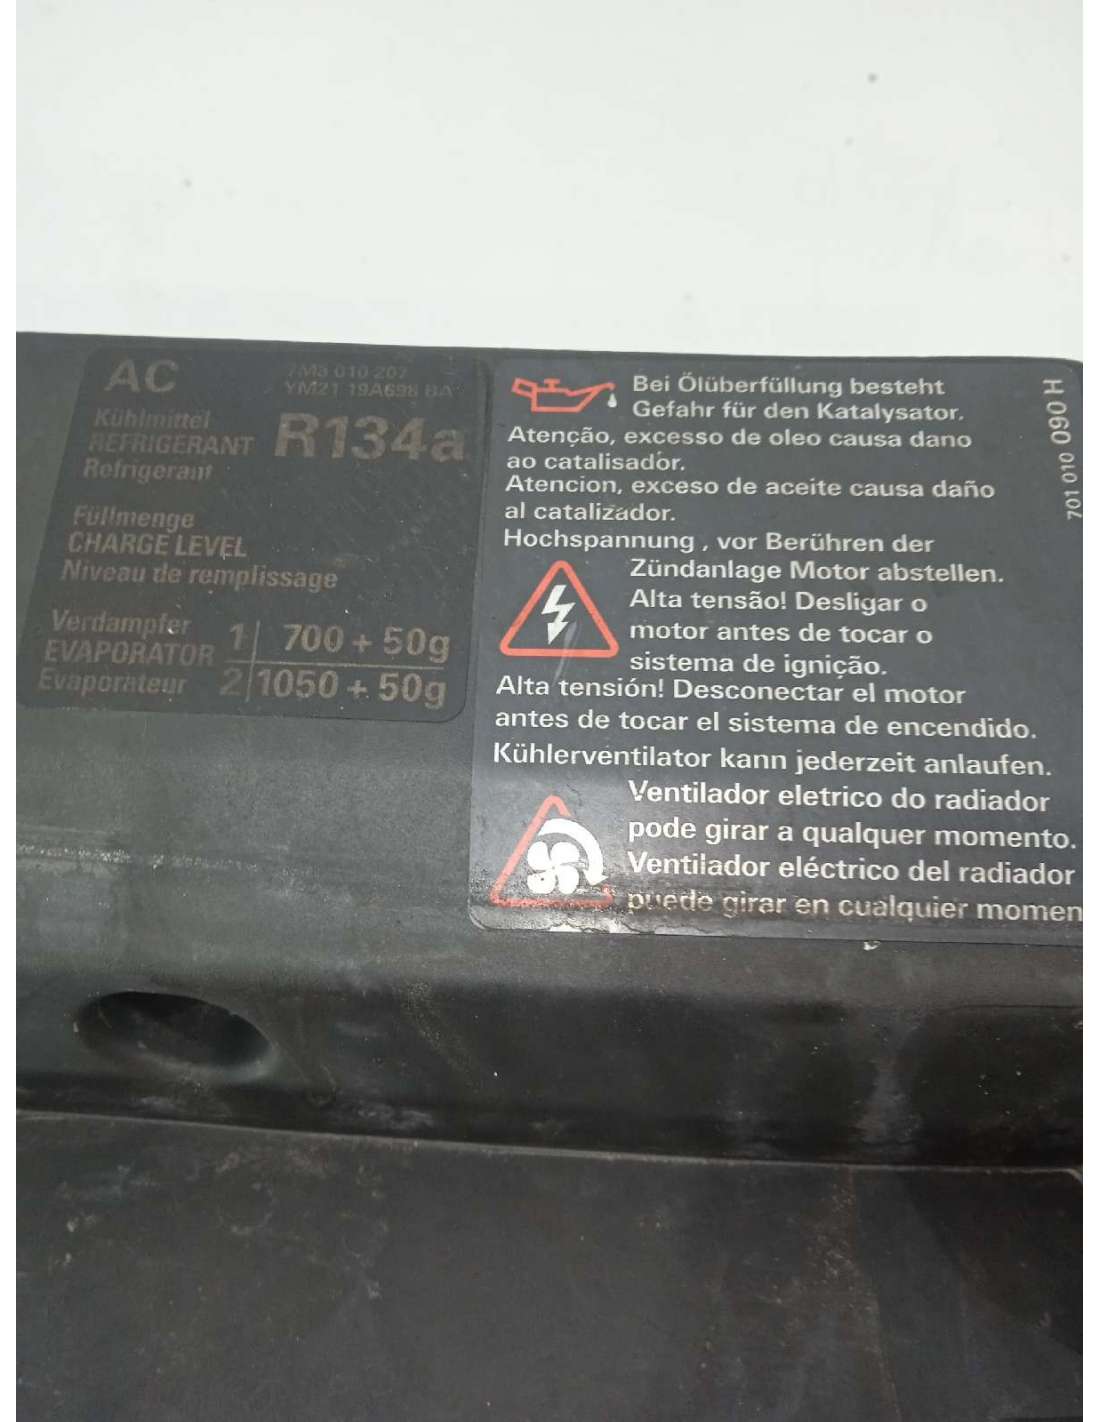 AC
7M3 010 207
YM21 19A698 BA
Kühlmittel
REFRIGERANT
Refrigerant
R134a
Füllmenge
CHARGE LEVEL
Niveau de remplissage
Verdampfer
EVAPORATOR
Evaporateur
1 700 + 50g
2 1050 + 50g
Bei Ölüberfüllung besteht
Gefahr für den Katalysator.
Atenção, excesso de oleo causa dano
ao catalisador.
Atencion, exceso de aceite causa daño
al catalizador.
Hochspannung , vor Berühren der
Zündanlage Motor abstellen.
Alta tensão! Desligar o
motor antes de tocar o
sistema de ignição.
Alta tensión! Desconectar el motor
antes de tocar el sistema de encendido.
Kühlerventilator kann jederzeit anlaufen.
Ventilador eletrico do radiador
pode girar a qualquer momento.
Ventilador eléctrico del radiador
puede girar en cualquier momen
701 010 090 H